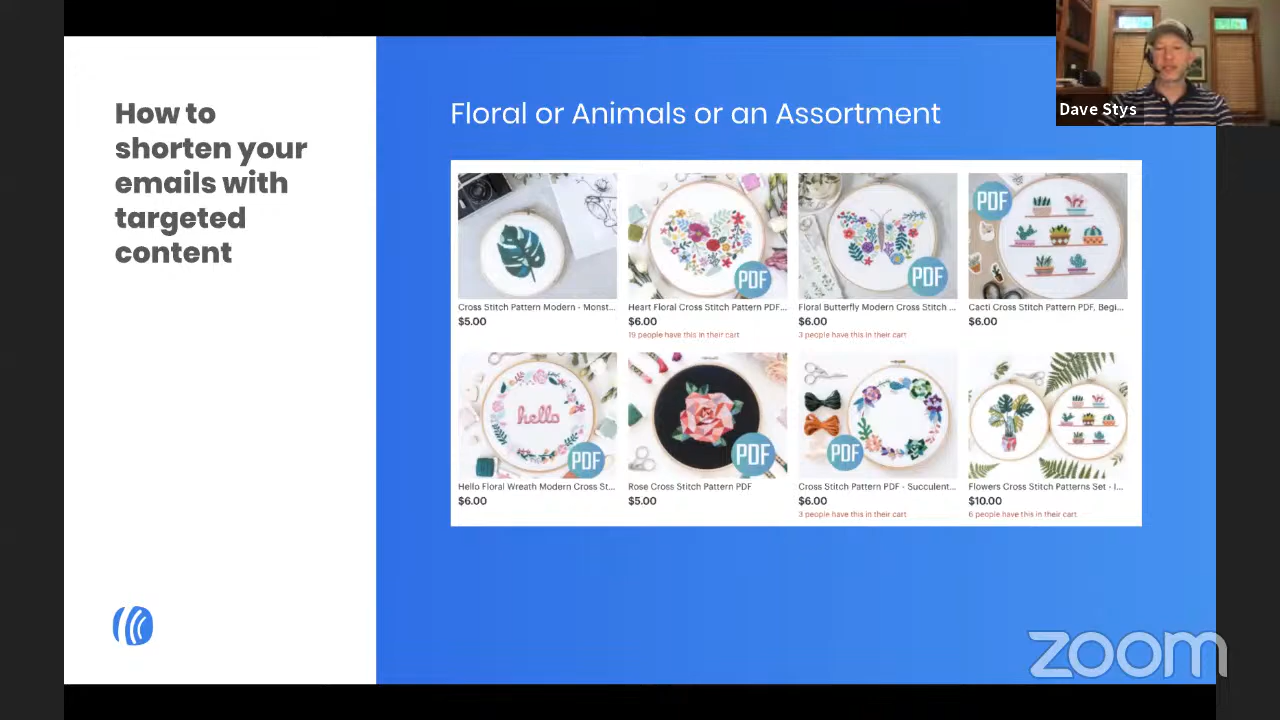 How to
shorten your
emails with
targeted
content
Floral or Animals or an Assortment
Dave Stys
PDF
PDF
PDF
Cross Stitch Pattern Modern - Monst...
Heart Floral Cross Stitch Pattern PDF...
Floral Butterfly Modern Cross Stitch ...
Cacti Cross Stitch Pattern PDF, Begi...
$5.00
$6.00
$6.00
$6.00
19 people have this in their cart
3 people have this in their cart
hello
PDF
PDF
PDF
Hello Floral Wreath Modern Cross St...
Rose Cross Stitch Pattern PDF
Cross Stitch Pattern PDF - Succulent...
Flowers Cross Stitch Patterns Set - I...
$6.00
$5.00
$6.00
$10.00
3 people have this in their cart
6 people have this in their cart
zoom